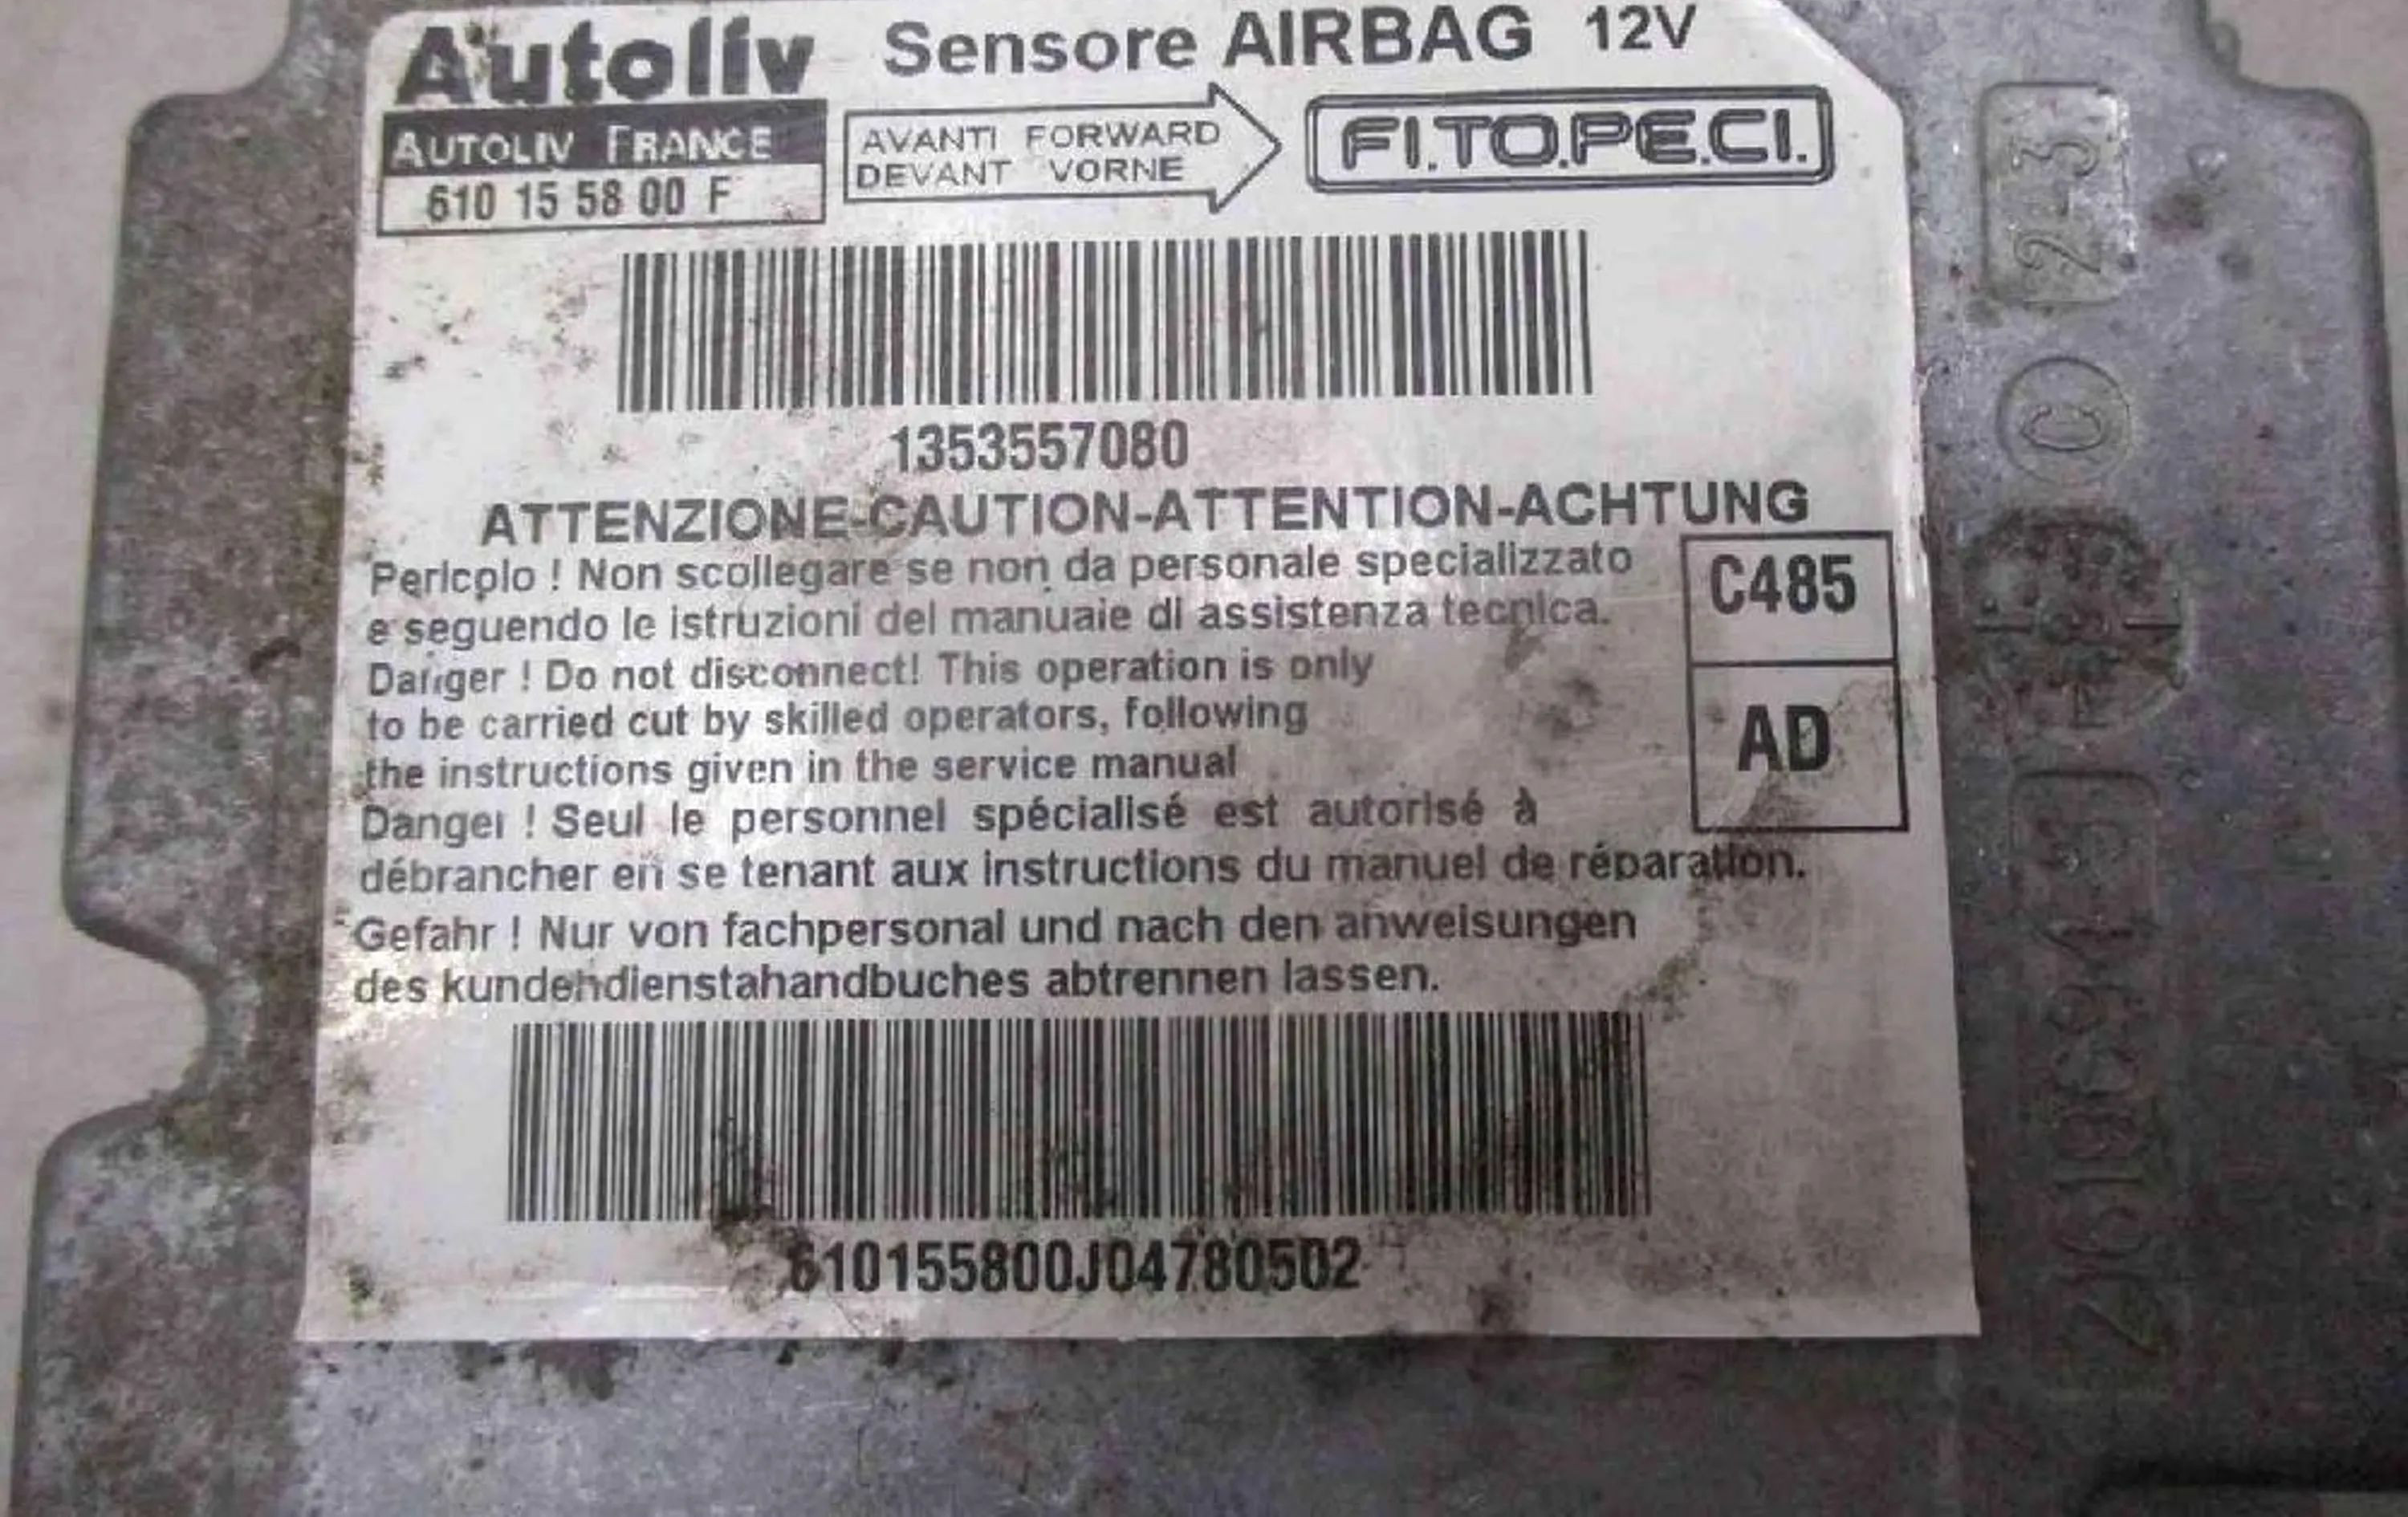 Autoliv Sensore AIRBAG 12V
AUTOLIV FRANCE
610 15 58 00 F
AVANTI FORWARD
DEVANT VORNE
FI.TO.PE.CI.
1353557080
ATTENZIONE-CAUTION-ATTENTION-ACHTUNG
Pericolo ! Non scollegare se non da personale specializzato
e seguendo le istruzioni del manuaie di assistenza tecnica.
Danger ! Do not disconnect! This operation is only
to be carried cut by skilled operators, following
the instructions given in the service manual
Danger ! Seul le personnel spécialisé est autorisé à
débrancher en se tenant aux instructions du manuel de réparation.
Gefahr ! Nur von fachpersonal und nach den anweisungen
des kundehdienstahandbuches abtrennen lassen.
C485
AD
610155800J04780502
2-3
C